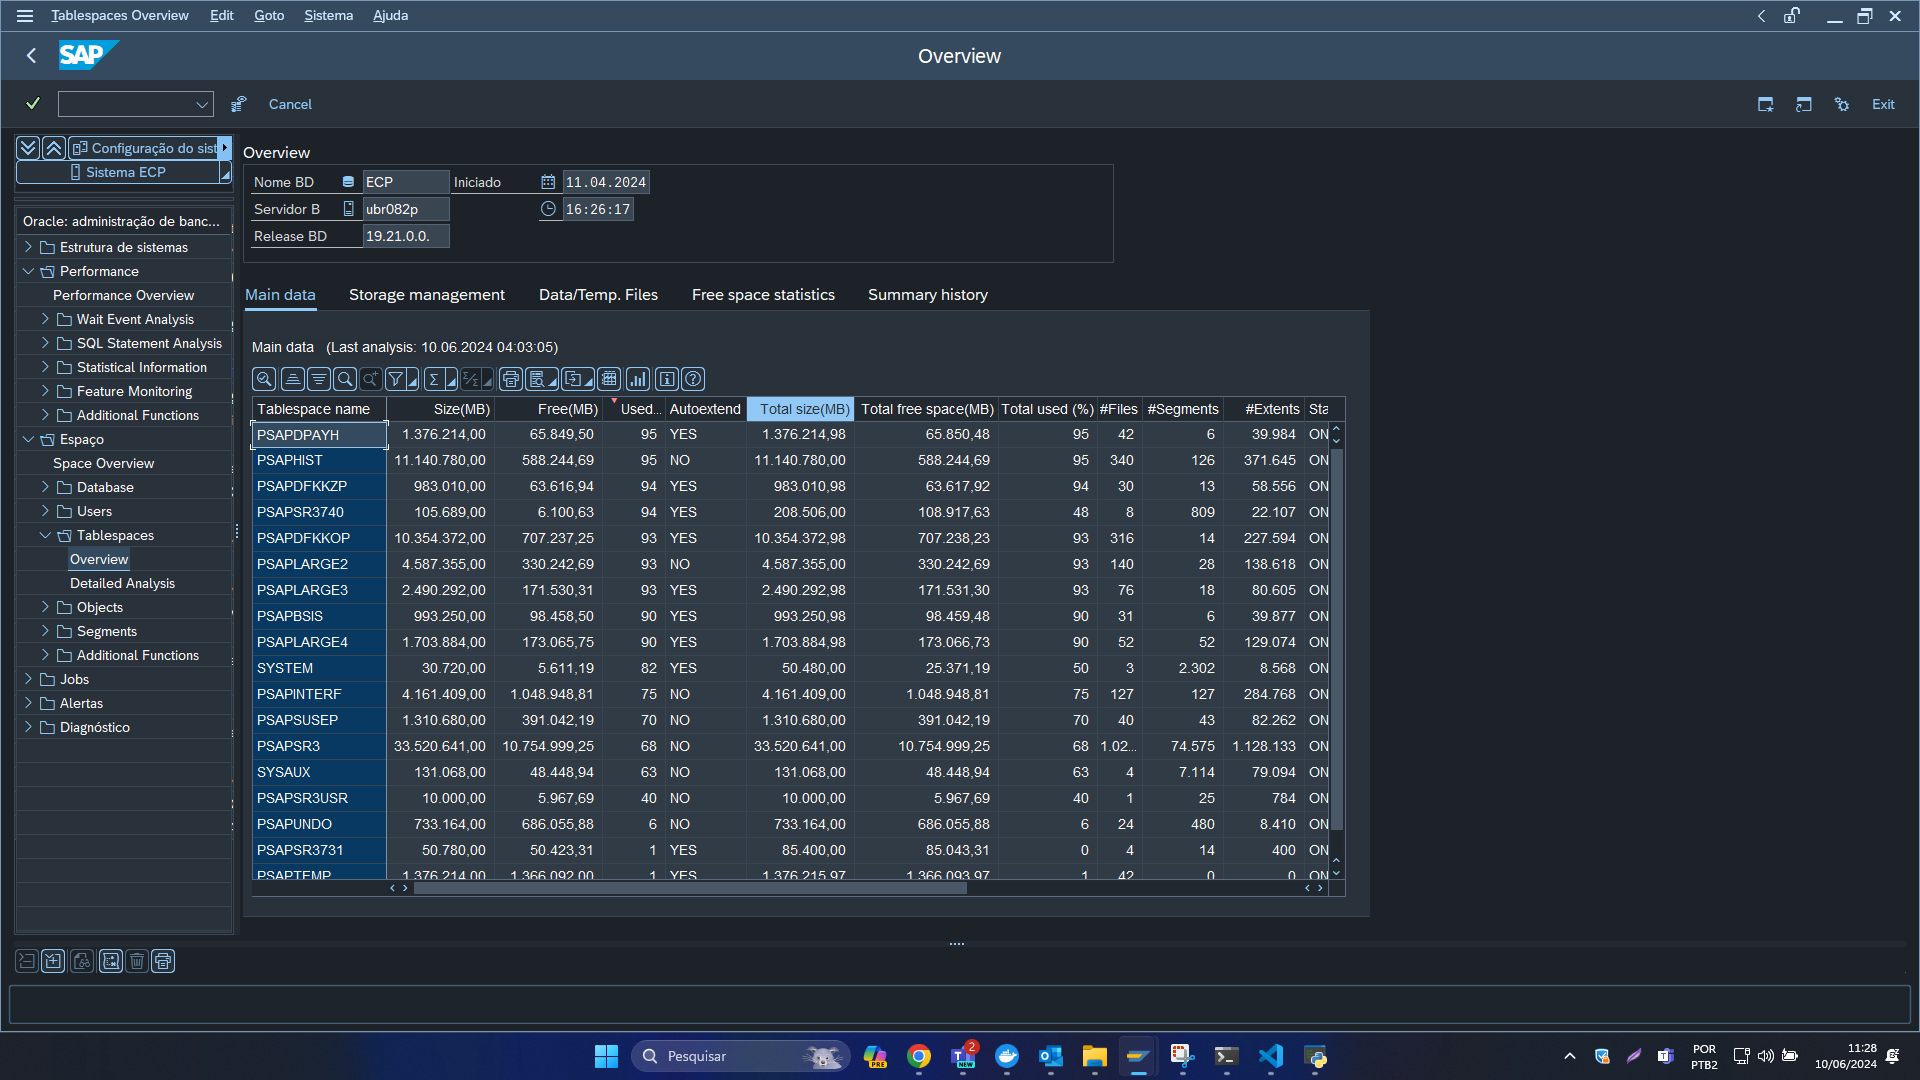 Tablespaces Overview Edit Goto Sistema Ajuda
SAP Overview
Cancel Exit
Configuração do sist
Sistema ECP
Oracle: administração de banc...
Estrutura de sistemas
Performance
Performance Overview
Wait Event Analysis
SQL Statement Analysis
Statistical Information
Feature Monitoring
Additional Functions
Espaço
Space Overview
Database
Users
Tablespaces
Overview
Detailed Analysis
Objects
Segments
Additional Functions
Jobs
Alertas
Diagnóstico
Overview
Nome BD ECP Iniciado 11.04.2024
Servidor B ubr082p 16:26:17
Release BD 19.21.0.0.
Main data Storage management Data/Temp. Files Free space statistics Summary history
Main data (Last analysis: 10.06.2024 04:03:05)
Tablespace name Size(MB) Free(MB) Used... Autoextend Total size(MB) Total free space(MB) Total used (%) #Files #Segments #Extents Sta
PSAPDPAYH 1.376.214,00 65.849,50 95 YES 1.376.214,98 65.850,48 95 42 6 39.984 ON
PSAPHIST 11.140.780,00 588.244,69 95 NO 11.140.780,00 588.244,69 95 340 126 371.645 ON
PSAPDFKKZP 983.010,00 63.616,94 94 YES 983.010,98 63.617,92 94 30 13 58.556 ON
PSAPSR3740 105.689,00 6.100,63 94 YES 208.506,00 108.917,63 48 8 809 22.107 ON
PSAPDFKKOP 10.354.372,00 707.237,25 93 YES 10.354.372,98 707.238,23 93 316 14 227.594 ON
PSAPLARGE2 4.587.355,00 330.242,69 93 NO 4.587.355,00 330.242,69 93 140 28 138.618 ON
PSAPLARGE3 2.490.292,00 171.530,31 93 YES 2.490.292,98 171.531,30 93 76 18 80.605 ON
PSAPBSIS 993.250,00 98.458,50 90 YES 993.250,98 98.459,48 90 31 6 39.877 ON
PSAPLARGE4 1.703.884,00 173.065,75 90 YES 1.703.884,98 173.066,73 90 52 52 129.074 ON
SYSTEM 30.720,00 5.611,19 82 YES 50.480,00 25.371,19 50 3 2.302 8.568 ON
PSAPINTERF 4.161.409,00 1.048.948,81 75 NO 4.161.409,00 1.048.948,81 75 127 127 284.768 ON
PSAPSUSEP 1.310.680,00 391.042,19 70 NO 1.310.680,00 391.042,19 70 40 43 82.262 ON
PSAPSR3 33.520.641,00 10.754.999,25 68 NO 33.520.641,00 10.754.999,25 68 1.02... 74.575 1.128.133 ON
SYSAUX 131.068,00 48.448,94 63 NO 131.068,00 48.448,94 63 4 7.114 79.094 ON
PSAPSR3USR 10.000,00 5.967,69 40 NO 10.000,00 5.967,69 40 1 25 784 ON
PSAPUNDO 733.164,00 686.055,88 6 NO 733.164,00 686.055,88 6 24 480 8.410 ON
PSAPSR3731 50.780,00 50.423,31 1 YES 85.400,00 85.043,31 0 4 14 400 ON
PSAPTEMP 1.376.214,00 1.366.092,00 1 YES 1.376.215,97 1.366.093,97 1 42 0 0 ON
Pesquisar PRE 2 NEW POR 11:28
PTB2 10/06/2024